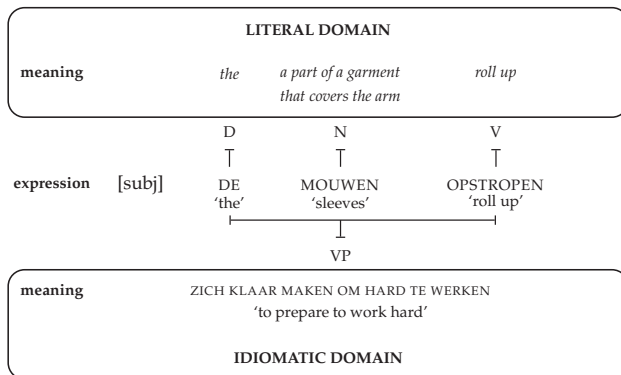 LITERAL DOMAIN
meaning the a part of a garment roll up
that covers the arm
D N V
expression [subj] DE MOUWEN OPSTROPEN
'the' 'sleeves' 'roll up'
VP
meaning ZICH KLAAR MAKEN OM HARD TE WERKEN
'to prepare to work hard'
IDIOMATIC DOMAIN